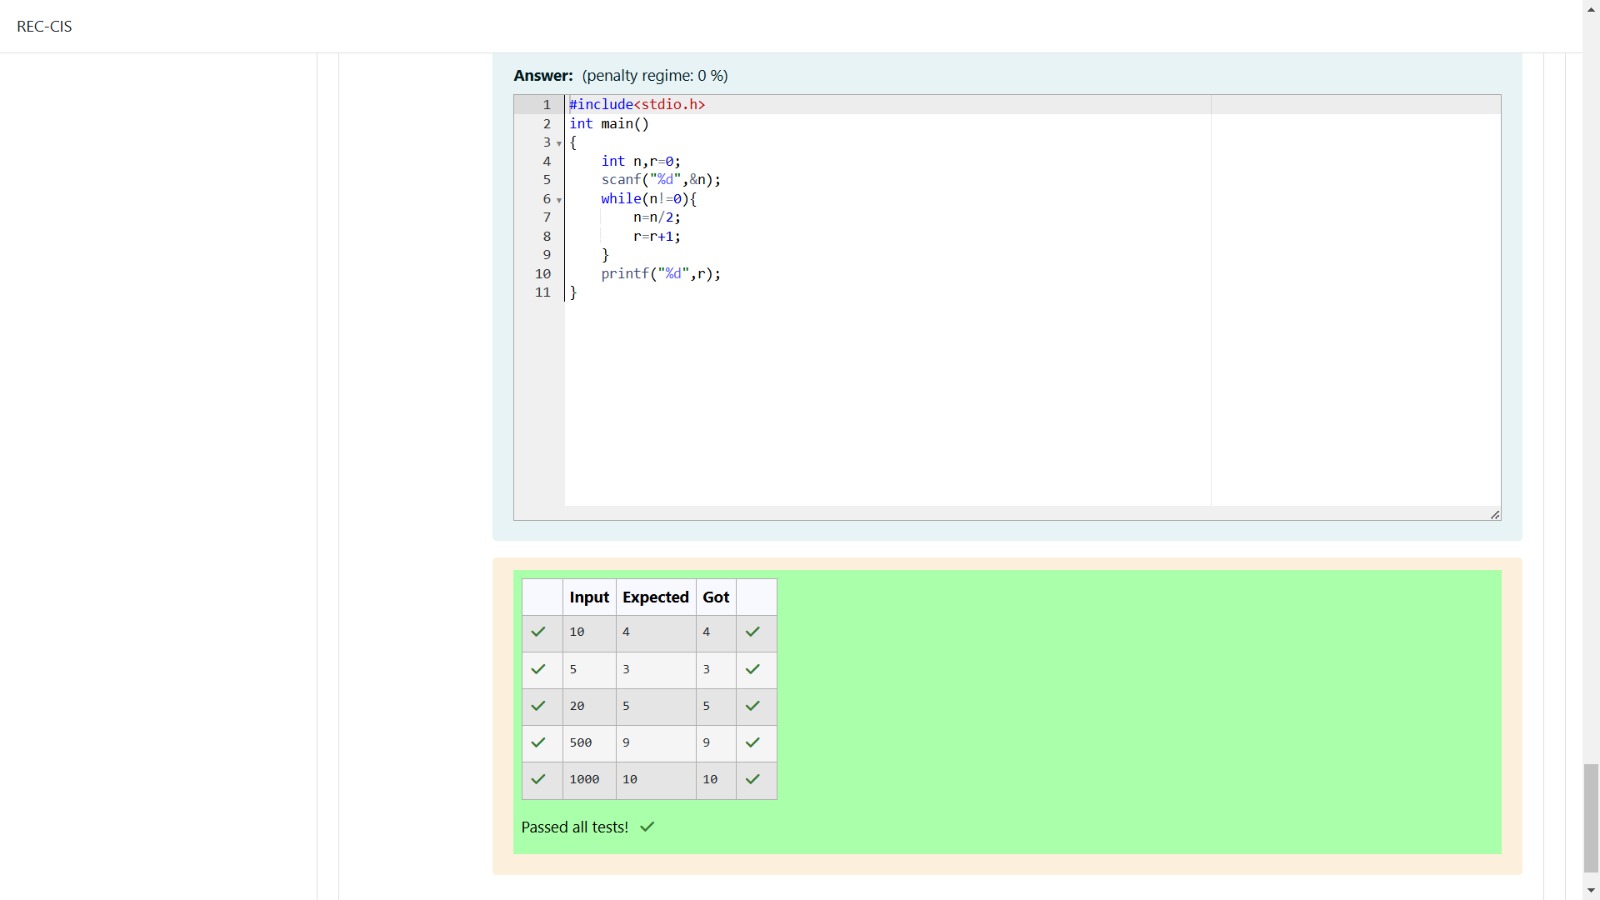 REC-CIS
Answer: (penalty regime: 0 %)
1 #include<stdio.h>
2 int main()
3 {
4 int n,r=0;
5 scanf("%d",&n);
6 while(n!=0){
7 n=n/2;
8 r=r+1;
9 }
10 printf("%d",r);
11 }
Input Expected Got
10 4 4
5 3 3
20 5 5
500 9 9
1000 10 10
Passed all tests!